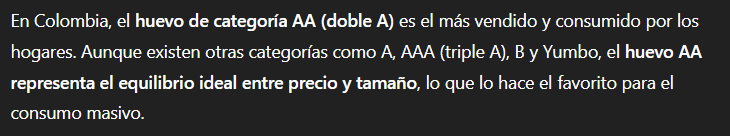 En Colombia, el huevo de categoría AA (doble A) es el más vendido y consumido por los
hogares. Aunque existen otras categorías como A, AAA (triple A), B y Yumbo, el huevo AA
representa el equilibrio ideal entre precio y tamaño, lo que lo hace el favorito para el
consumo masivo.